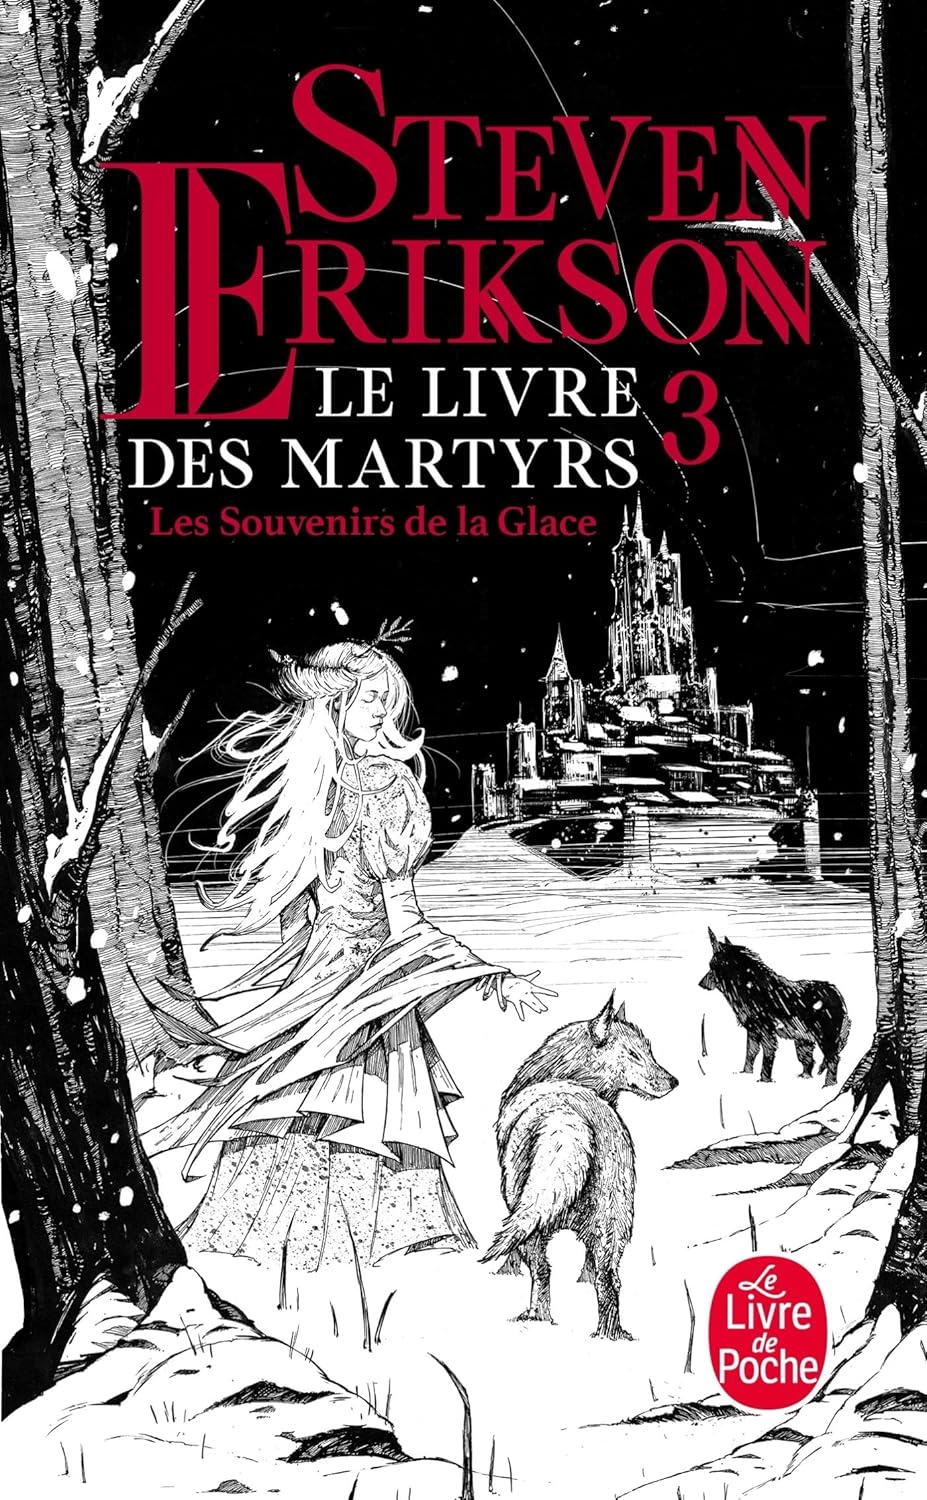 STEVEN
ERIKSON
LE LIVRE
DES MARTYRS
3
Les Souvenirs de la Glace
Le
Livre
de
Poche